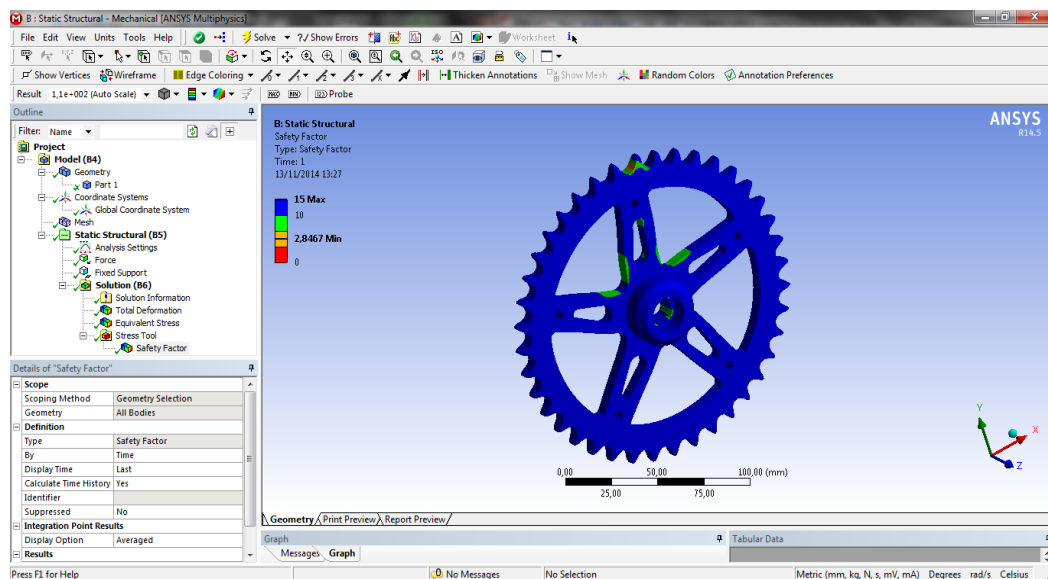 B : Static Structural - Mechanical [ANSYS Multiphysics]
File Edit View Units Tools Help Solve ?/ Show Errors Worksheet
Show Vertices Wireframe Edge Coloring Thicken Annotations Show Mesh Random Colors Annotation Preferences
Result 1,1e+002 (Auto Scale) MAX MIN Probe
Outline
Filter: Name
Project
Model (B4)
Geometry
Part 1
Coordinate Systems
Global Coordinate System
Mesh
Static Structural (B5)
Analysis Settings
Force
Fixed Support
Solution (B6)
Solution Information
Total Deformation
Equivalent Stress
Stress Tool
Safety Factor
Details of "Safety Factor"
Scope
Scoping Method Geometry Selection
Geometry All Bodies
Definition
Type Safety Factor
By Time
Display Time Last
Calculate Time History Yes
Identifier
Suppressed No
Integration Point Results
Display Option Averaged
Results
B: Static Structural
Safety Factor
Type: Safety Factor
Time: 1
13/11/2014 13:27
15 Max
10
2,8467 Min
0
ANSYS
R14.5
Y
X
Z
0,00 50,00 100,00 (mm)
25,00 75,00
Geometry Print Preview Report Preview
Graph Tabular Data
Messages Graph
Press F1 for Help 0 No Messages No Selection Metric (mm, kg, N, s, mV, mA) Degrees rad/s Celsius